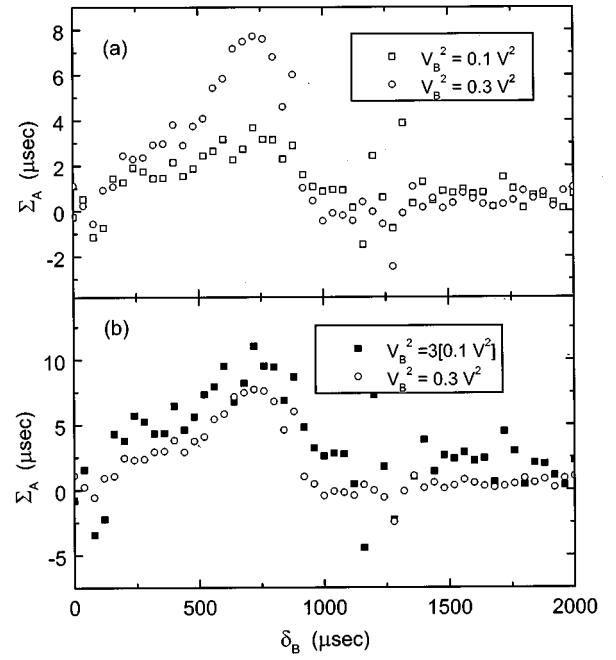 8
6
4
2
0
-2
Σ_A (μsec)
(a)
□ V_B^2 = 0.1 V^2
○ V_B^2 = 0.3 V^2
10
5
0
-5
Σ_A (μsec)
(b)
■ V_B^2 =3[0.1 V^2]
○ V_B^2 = 0.3 V^2
0 500 1000 1500 2000
δ_B (μsec)